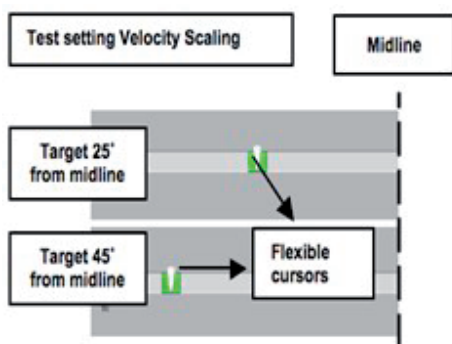 Test setting Velocity Scaling
Midline
Target 25°
from midline
Target 45°
from midline
Flexible
cursors